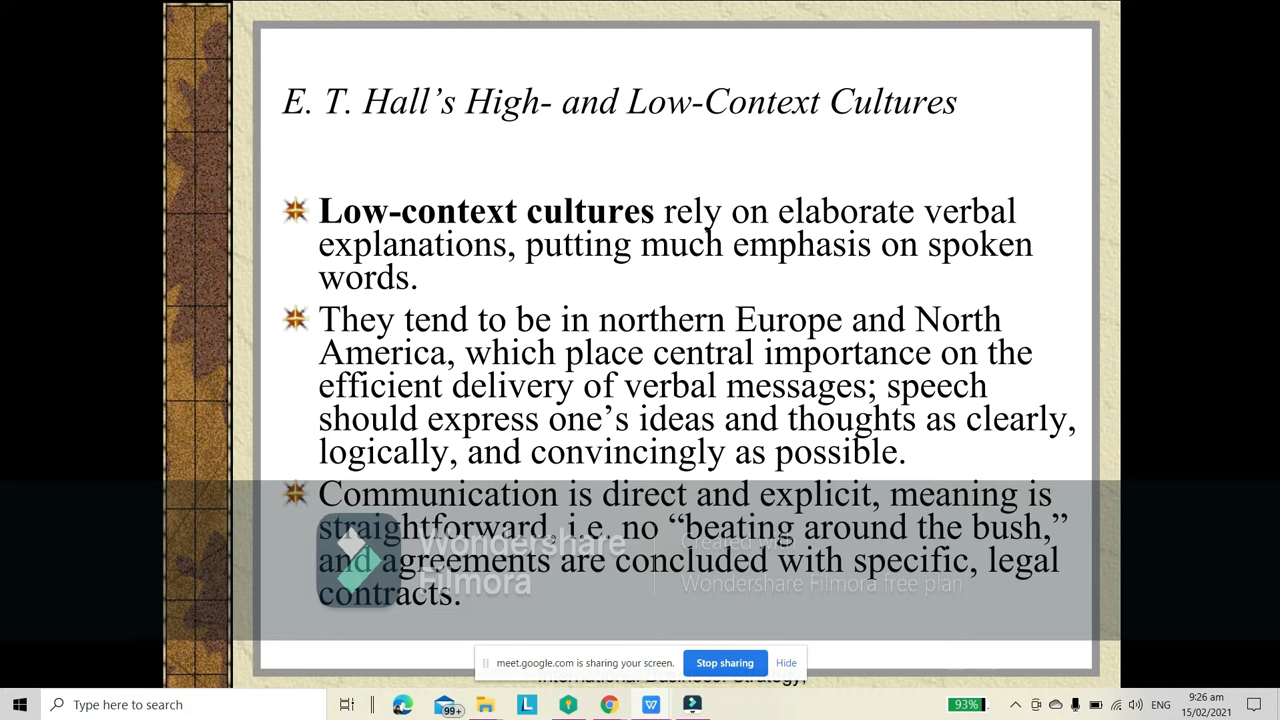 E. T. Hall’s High- and Low-Context Cultures
Low-context cultures rely on elaborate verbal
explanations, putting much emphasis on spoken
words.
They tend to be in northern Europe and North
America, which place central importance on the
efficient delivery of verbal messages; speech
should express one’s ideas and thoughts as clearly,
logically, and convincingly as possible.
Communication is direct and explicit, meaning is
straightforward, i.e. no “beating around the bush,”
and agreements are concluded with specific, legal
contracts.
Wondershare
Filmora
Created with
Wondershare Filmora free plan
meet.google.com is sharing your screen.
Stop sharing
Hide
International Business: Strategy,
Type here to search
99+
93%
ENG
9:26 am
15/02/2021